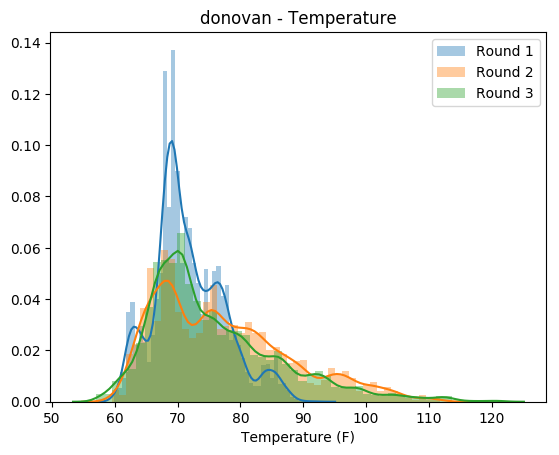 donovan - Temperature
Round 1
Round 2
Round 3
0.14
0.12
0.10
0.08
0.06
0.04
0.02
0.00
50 60 70 80 90 100 110 120
Temperature (F)